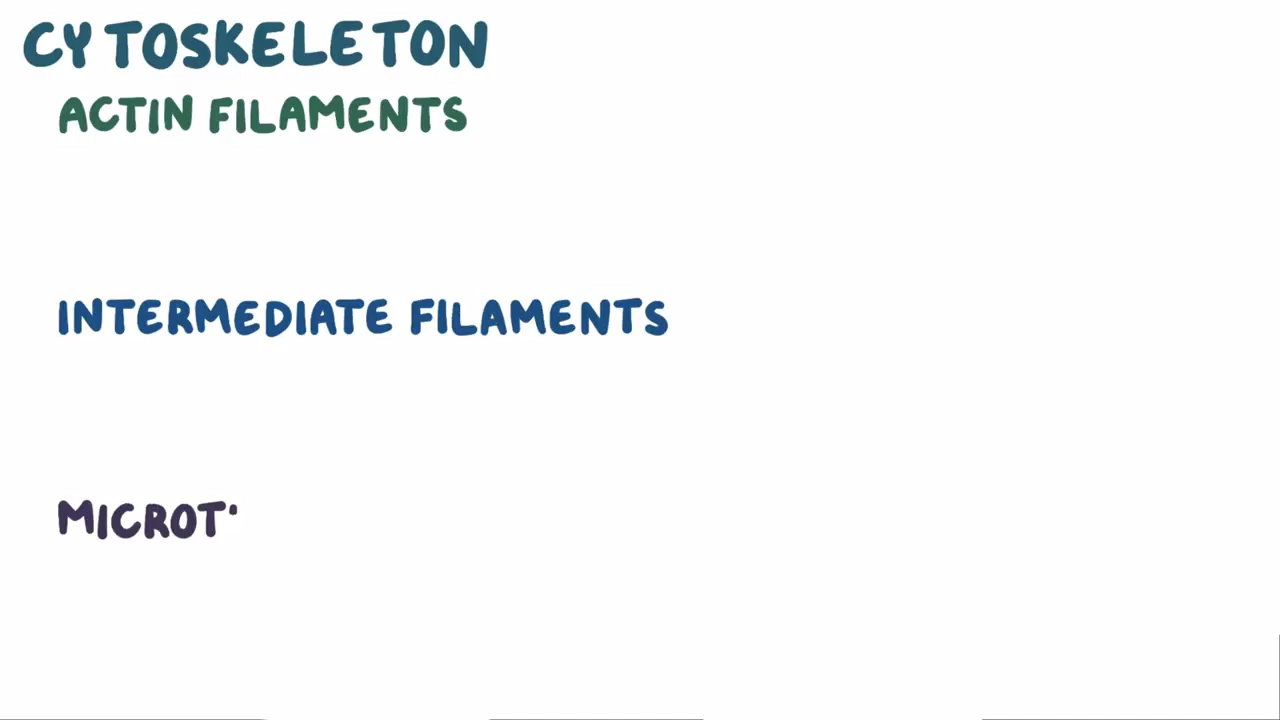 CYTOSKELETON
ACTIN FILAMENTS
INTERMEDIATE FILAMENTS
MICROT